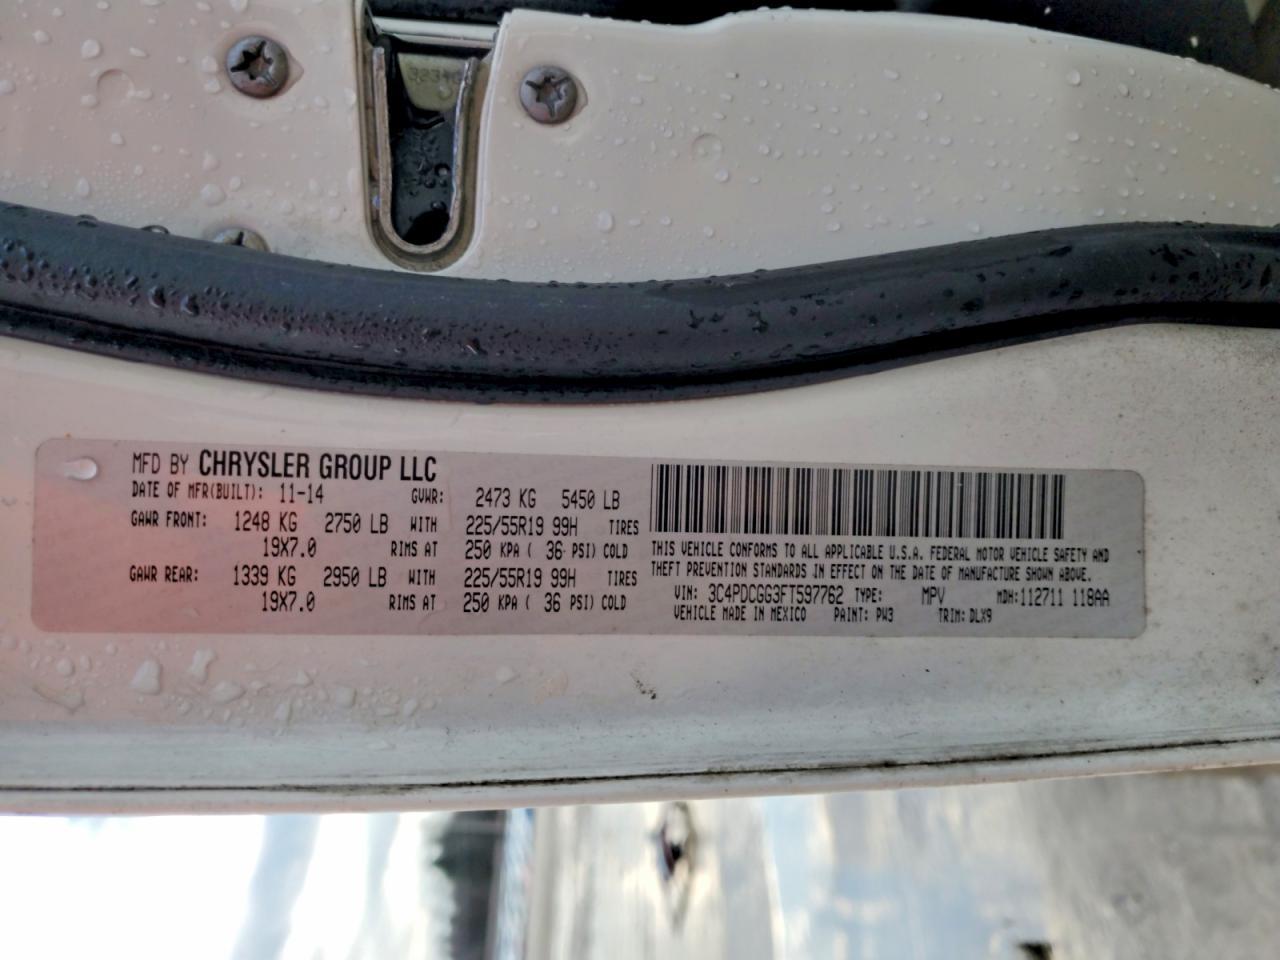 MFD BY CHRYSLER GROUP LLC
DATE OF MFR(BUILT): 11-14 GVWR: 2473 KG 5450 LB
GAWR FRONT: 1248 KG 2750 LB WITH 225/55R19 99H TIRES
19X7.0 RIMS AT 250 KPA ( 36 PSI) COLD
GAWR REAR: 1339 KG 2950 LB WITH 225/55R19 99H TIRES
19X7.0 RIMS AT 250 KPA ( 36 PSI) COLD
THIS VEHICLE CONFORMS TO ALL APPLICABLE U.S.A. FEDERAL MOTOR VEHICLE SAFETY AND
THEFT PREVENTION STANDARDS IN EFFECT ON THE DATE OF MANUFACTURE SHOWN ABOVE.
VIN: 3C4PDCGG3FT597762 TYPE: MPV MDH:112711 118AA
VEHICLE MADE IN MEXICO PAINT: PW3 TRIM: DLX9